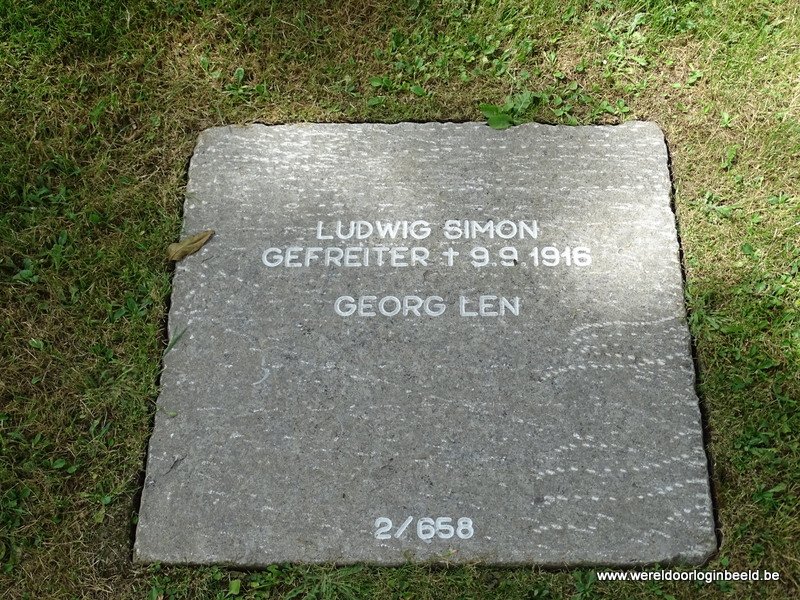 LUDWIG SIMON
GEFREITER † 9.9.1916
GEORG LEN
2/658
www.wereldoorloginbeeld.be